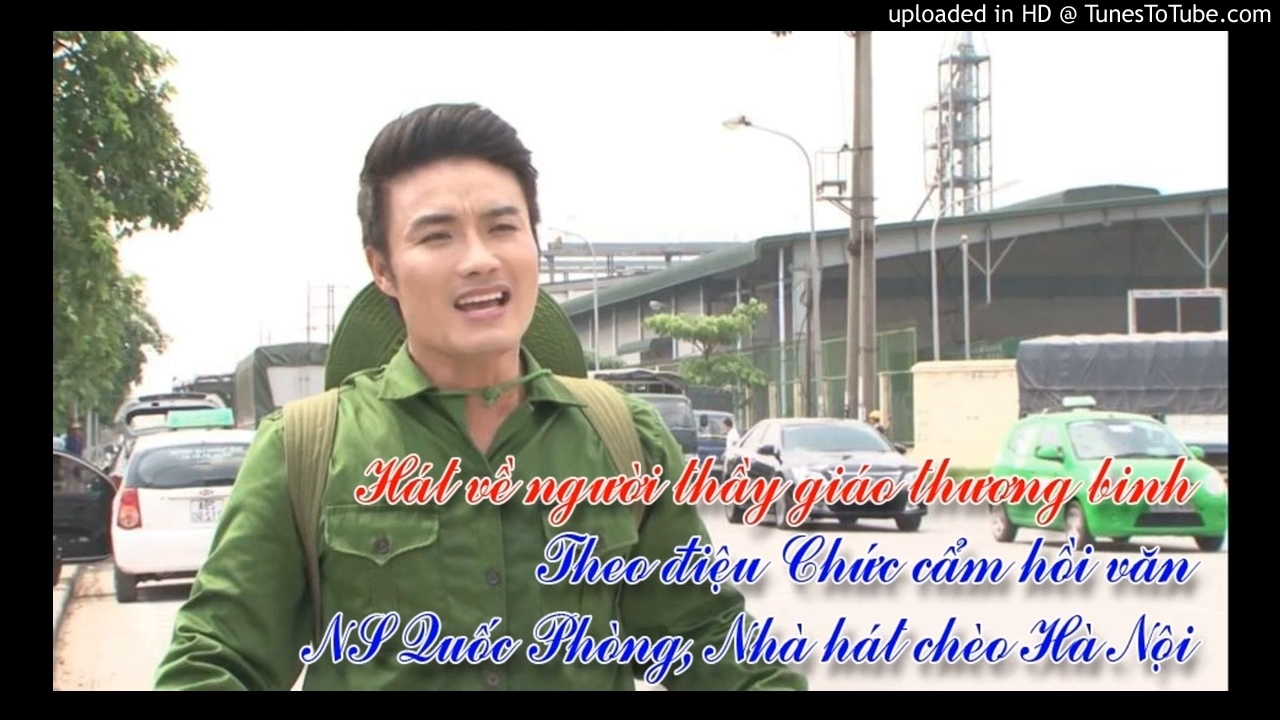 uploaded in HD @ TunesToTube.com
Hát về người thầy giáo thương binh
Theo điệu Chức cẩm hồi văn
NS Quốc Phòng, Nhà hát chèo Hà Nội